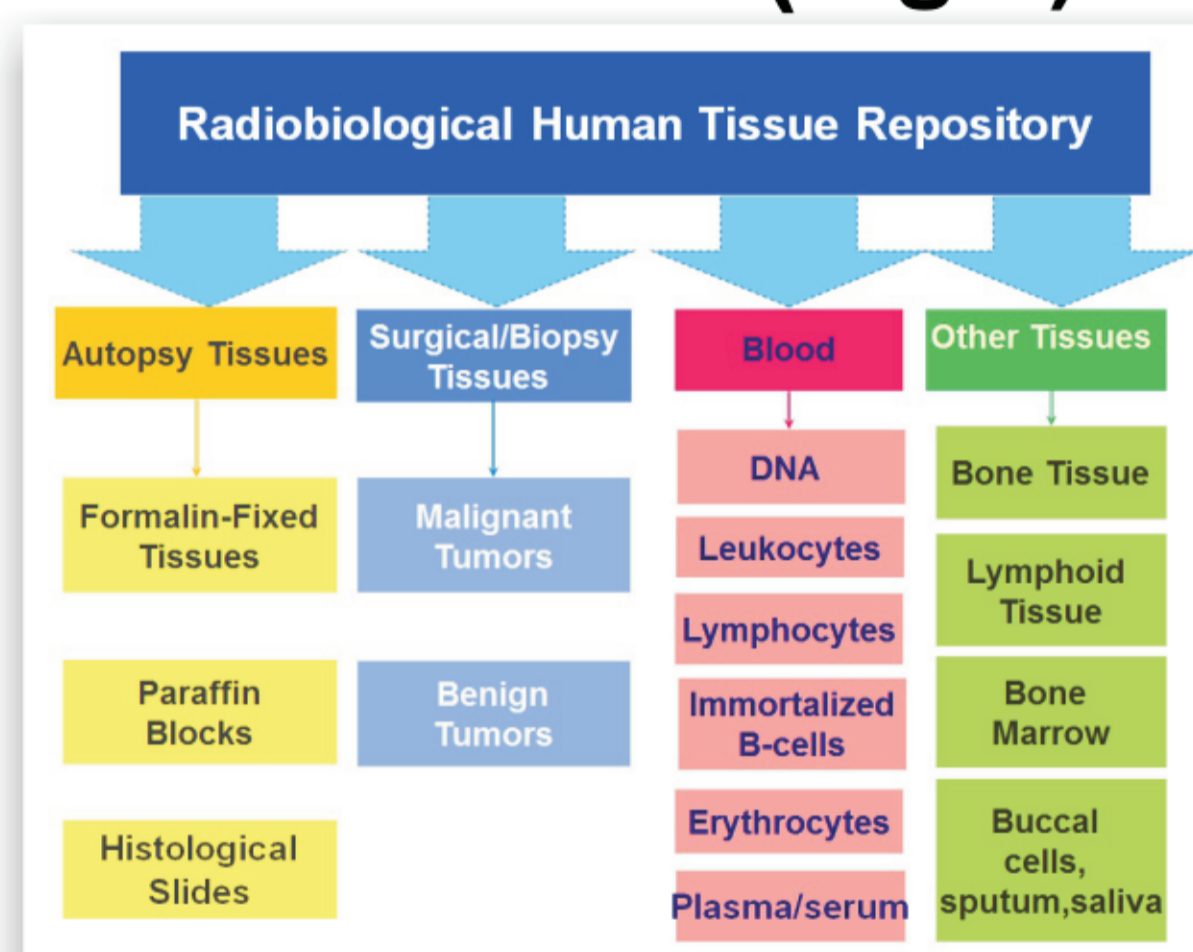 Radiobiological Human Tissue Repository
Autopsy Tissues
Formalin-Fixed
Tissues
Paraffin
Blocks
Histological
Slides
Surgical/Biopsy
Tissues
Malignant
Tumors
Benign
Tumors
Blood
DNA
Leukocytes
Lymphocytes
Immortalized
B-cells
Erythrocytes
Plasma/serum
Other Tissues
Bone Tissue
Lymphoid
Tissue
Bone
Marrow
Buccal
cells,
sputum,saliva